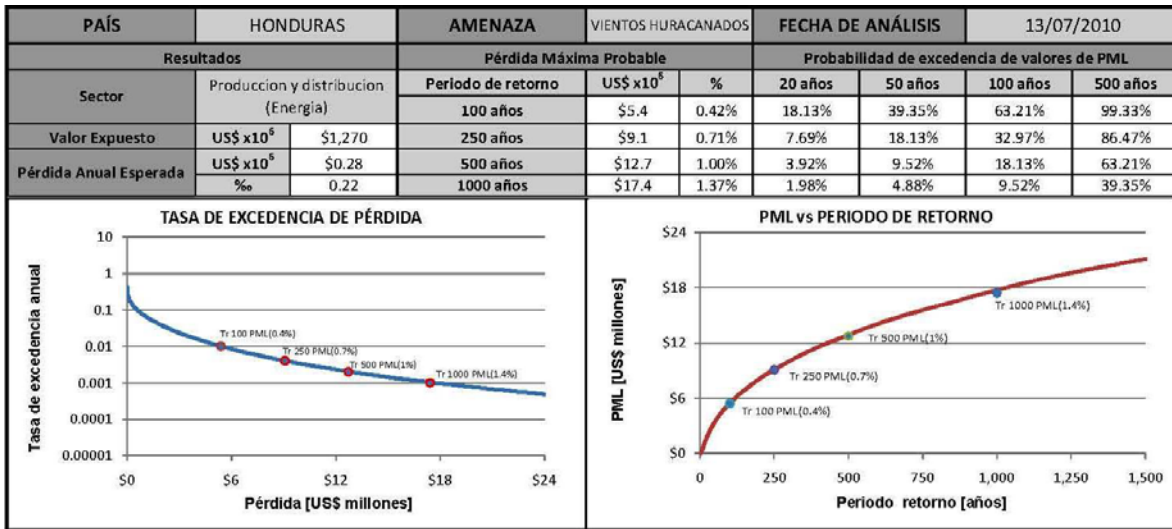 PAÍS HONDURAS AMENAZA VIENTOS HURACANADOS FECHA DE ANÁLISIS 13/07/2010
Resultados Pérdida Máxima Probable Probabilidad de excedencia de valores de PML
Sector Produccion y distribucion (Energia) Periodo de retorno US$ x10⁶ % 20 años 50 años 100 años 500 años
100 años $5.4 0.42% 18.13% 39.35% 63.21% 99.33%
Valor Expuesto US$ x10⁶ $1,270 250 años $9.1 0.71% 7.69% 18.13% 32.97% 86.47%
Pérdida Anual Esperada US$ x10⁶ $0.28 500 años $12.7 1.00% 3.92% 9.52% 18.13% 63.21%
‰ 0.22 1000 años $17.4 1.37% 1.98% 4.88% 9.52% 39.35%
TASA DE EXCEDENCIA DE PÉRDIDA
Tasa de excedencia anual
10
1
0.1
0.01
0.001
0.0001
0.00001
Tr 100 PML(0.4%)
Tr 250 PML(0.7%)
Tr 500 PML(1%)
Tr 1000 PML(1.4%)
$0 $6 $12 $18 $24
Pérdida [US$ millones]
PML vs PERIODO DE RETORNO
PML [US$ millones]
$24
$18
$12
$6
$0
Tr 1000 PML(1.4%)
Tr 500 PML(1%)
Tr 250 PML(0.7%)
Tr 100 PML(0.4%)
0 250 500 750 1,000 1,250 1,500
Periodo retorno [años]